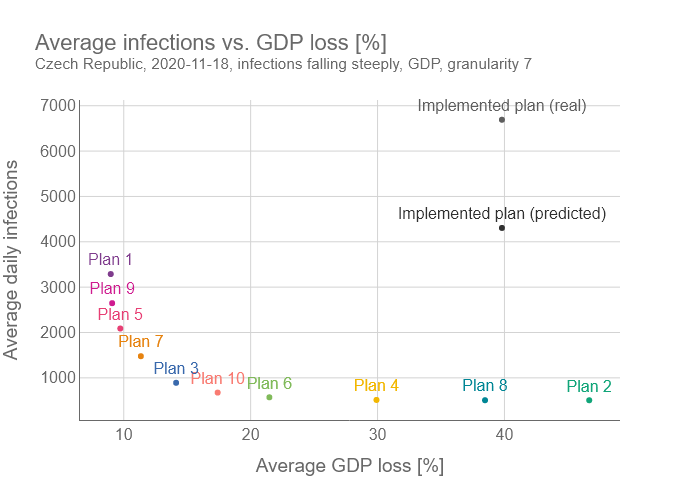 Average infections vs. GDP loss [%]
Czech Republic, 2020-11-18, infections falling steeply, GDP, granularity 7
7000
Implemented plan (real)
6000
5000
Implemented plan (predicted)
4000
Plan 1
3000
Plan 9
Plan 5
2000
Plan 7
Plan 3
1000
Plan 10
Plan 6
Plan 4
Plan 8
Plan 2
Average daily infections
10 20 30 40
Average GDP loss [%]